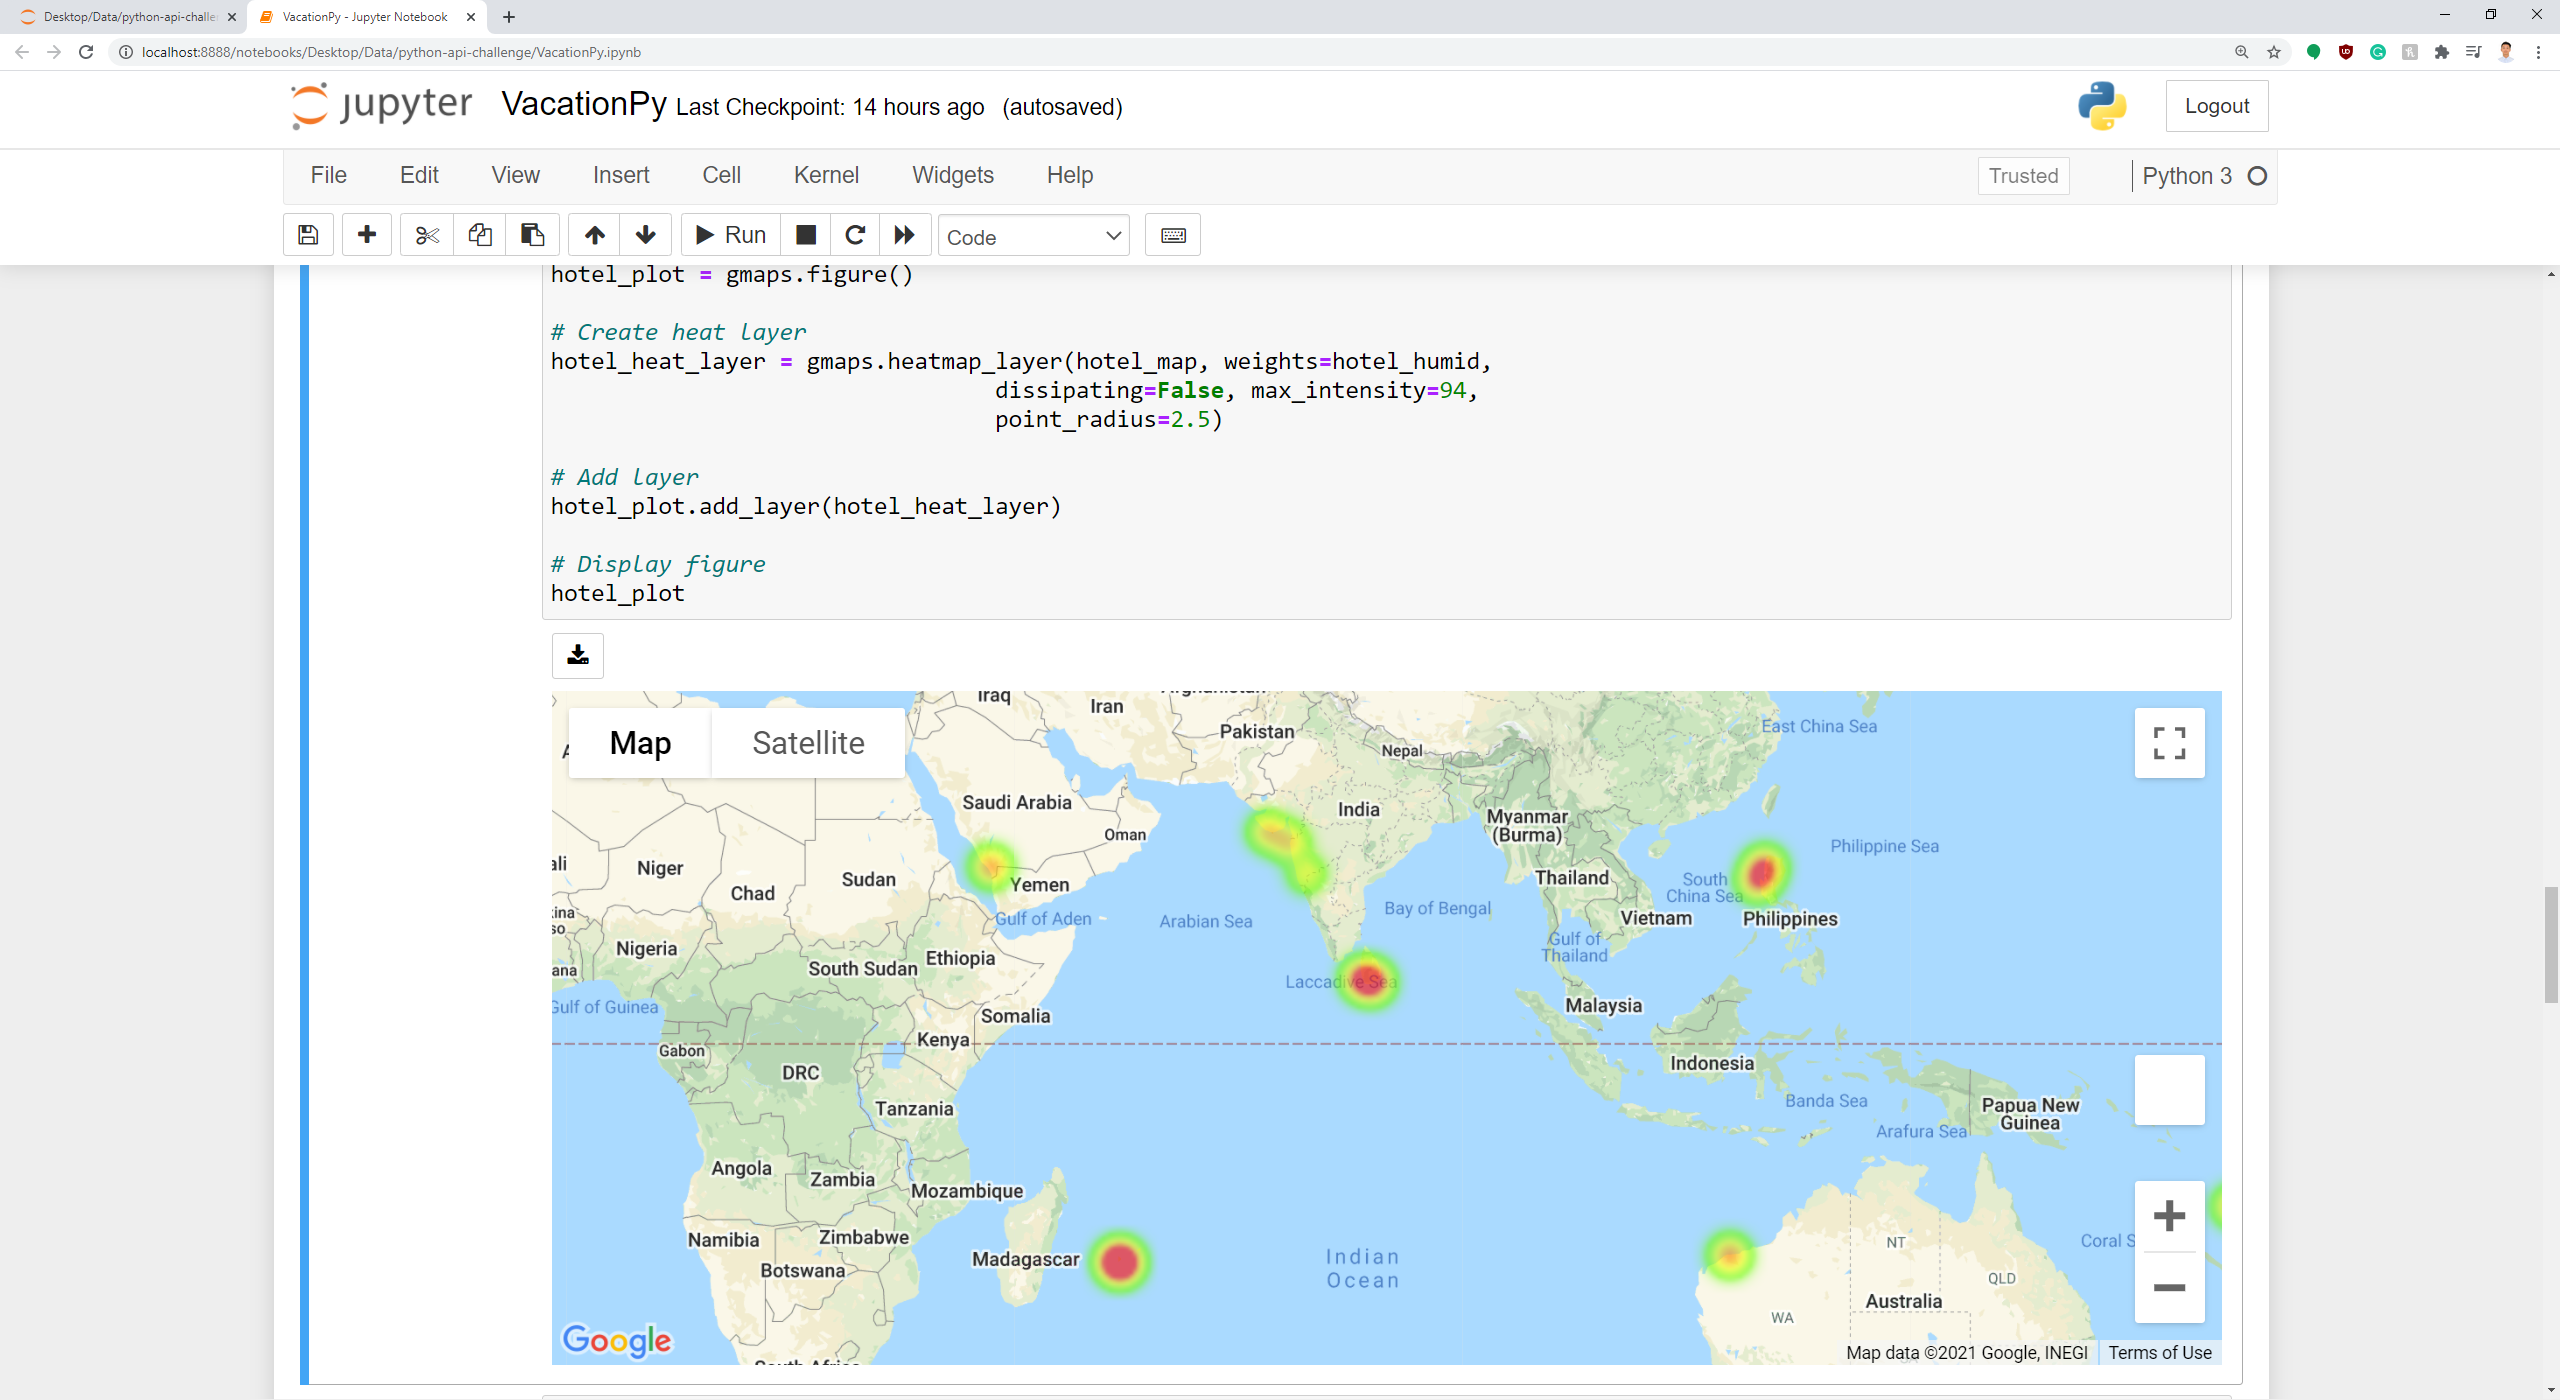 Desktop/Data/python-api-challe
VacationPy - Jupyter Notebook
localhost:8888/notebooks/Desktop/Data/python-api-challenge/VacationPy.ipynb
jupyter VacationPy Last Checkpoint: 14 hours ago (autosaved)
Logout
File Edit View Insert Cell Kernel Widgets Help
Trusted Python 3
Run Code
hotel_plot = gmaps.figure()
# Create heat layer
hotel_heat_layer = gmaps.heatmap_layer(hotel_map, weights=hotel_humid,
dissipating=False, max_intensity=94,
point_radius=2.5)
# Add layer
hotel_plot.add_layer(hotel_heat_layer)
# Display figure
hotel_plot
Map Satellite
Iraq
Iran
Pakistan
Nepal
East China Sea
Saudi Arabia
Oman
India
Myanmar
(Burma)
Philippine Sea
Niger
Chad
Sudan
Yemen
Thailand
South
China Sea
Gulf of Aden
Arabian Sea
Bay of Bengal
Vietnam
Philippines
Nigeria
Ethiopia
South Sudan
Gulf of
Thailand
Laccadive Sea
Gulf of Guinea
Somalia
Malaysia
Kenya
Gabon
DRC
Indonesia
Tanzania
Banda Sea
Papua New
Guinea
Arafura Sea
Angola
Zambia
Mozambique
Namibia
Zimbabwe
Madagascar
Botswana
Indian
Ocean
NT
Coral S
QLD
Australia
WA
Google
Map data ©2021 Google, INEGI
Terms of Use